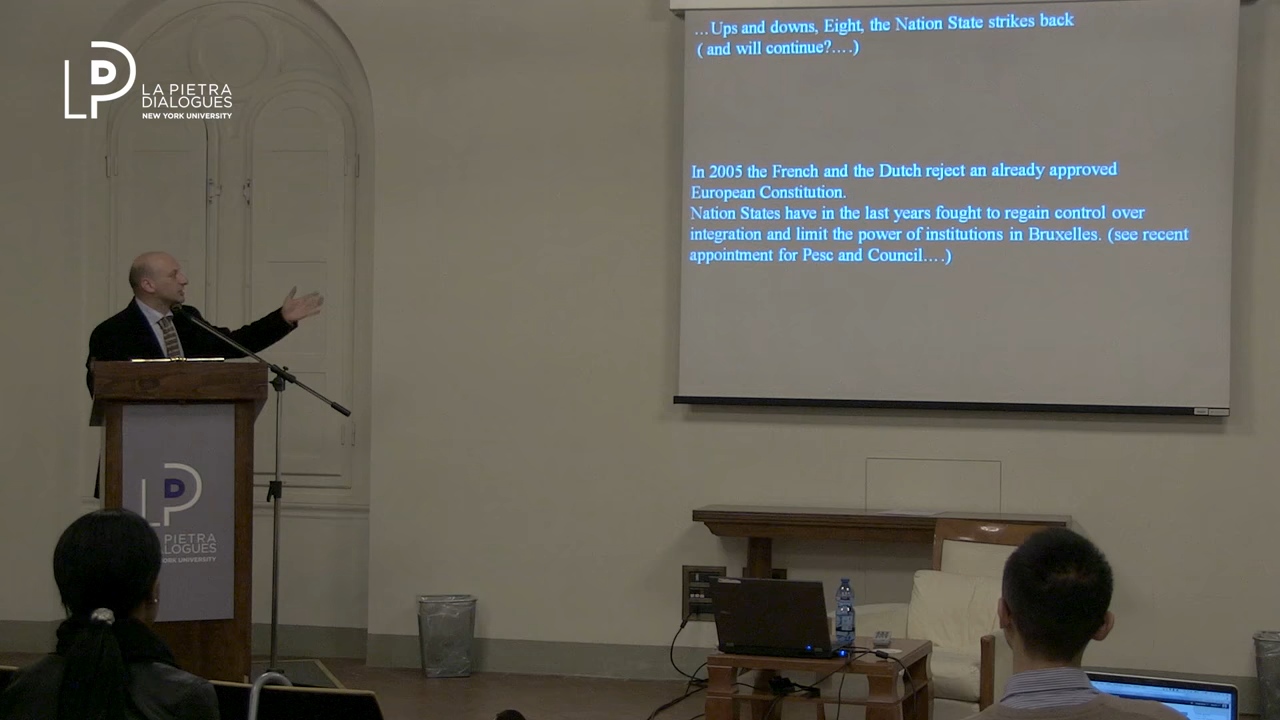 LA PIETRA
DIALOGUES
NEW YORK UNIVERSITY
...Ups and downs, Eight, the Nation State strikes back
( and will continue?....)
In 2005 the French and the Dutch reject an already approved
European Constitution.
Nation States have in the last years fought to regain control over
integration and limit the power of institutions in Bruxelles. (see recent
appointment for Pesc and Council....)
LA PIETRA
DIALOGUES
NEW YORK UNIVERSITY